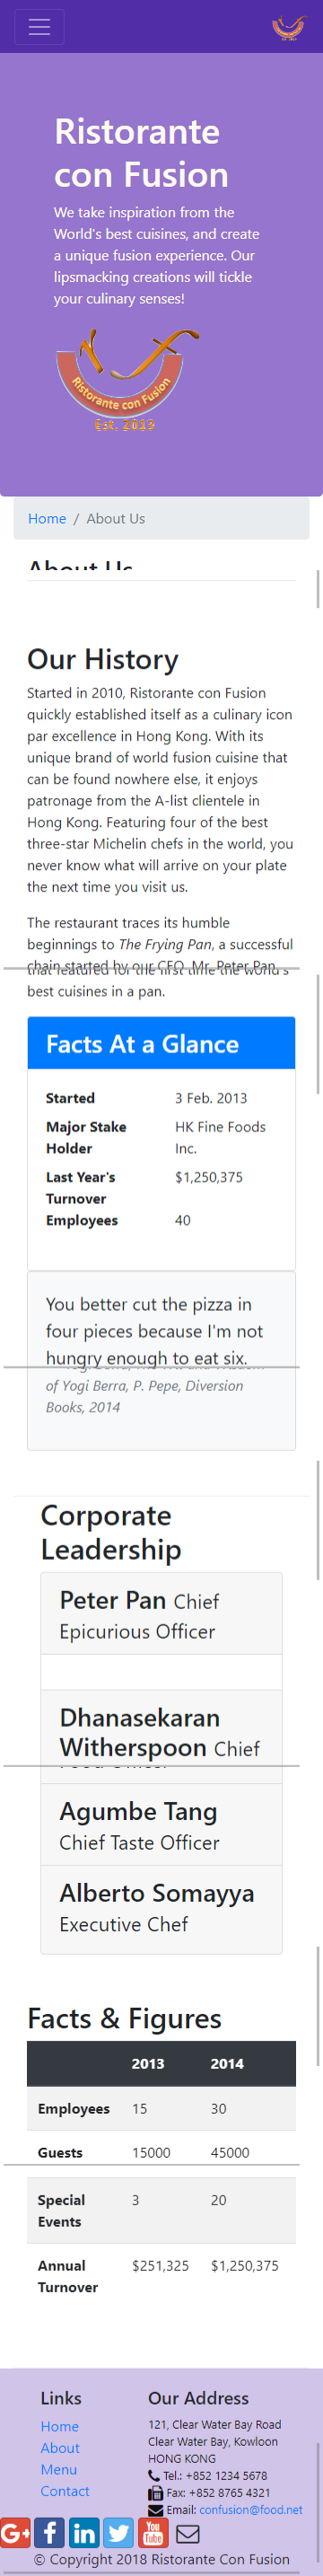 Ristorante
con Fusion
We take inspiration from the
World's best cuisines, and create
a unique fusion experience. Our
lipsmacking creations will tickle
your culinary senses!
Ristorante con Fusion
Est. 2013
Home / About Us
About Us
Our History
Started in 2010, Ristorante con Fusion
quickly established itself as a culinary icon
par excellence in Hong Kong. With its
unique brand of world fusion cuisine that
can be found nowhere else, it enjoys
patronage from the A-list clientele in
Hong Kong. Featuring four of the best
three-star Michelin chefs in the world, you
never know what will arrive on your plate
the next time you visit us.
The restaurant traces its humble
beginnings to The Frying Pan, a successful
chain started by our CEO, Mr. Peter Pan,
that featured for the first time the world's
best cuisines in a pan.
Facts At a Glance
Started 3 Feb. 2013
Major Stake HK Fine Foods
Holder Inc.
Last Year's $1,250,375
Turnover
Employees 40
You better cut the pizza in
four pieces because I'm not
hungry enough to eat six.
of Yogi Berra, P. Pepe, Diversion
Books, 2014
Corporate
Leadership
Peter Pan Chief
Epicurious Officer
Dhanasekaran
Witherspoon Chief
Food Officer
Agumbe Tang
Chief Taste Officer
Alberto Somayya
Executive Chef
Facts & Figures
2013 2014
Employees 15 30
Guests 15000 45000
Special 3 20
Events
Annual $251,325 $1,250,375
Turnover
Links
Home
About
Menu
Contact
Our Address
121, Clear Water Bay Road
Clear Water Bay, Kowloon
HONG KONG
Tel.: +852 1234 5678
Fax: +852 8765 4321
Email: confusion@food.net
G+ f in You Tube
© Copyright 2018 Ristorante Con Fusion